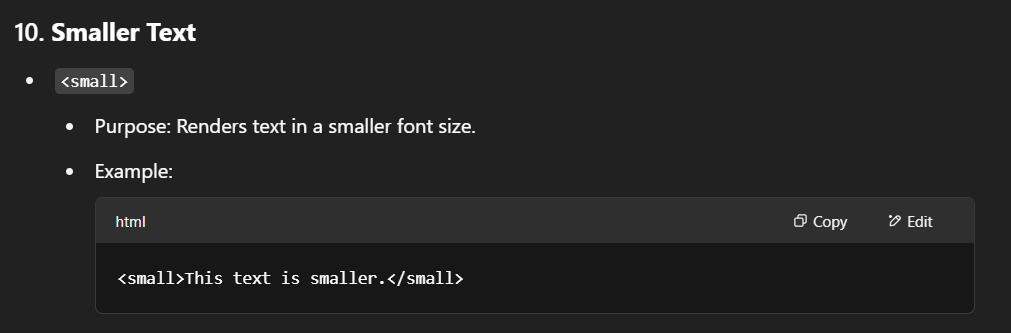 10. Smaller Text
<small>
Purpose: Renders text in a smaller font size.
Example:
html Copy Edit
<small>This text is smaller.</small>